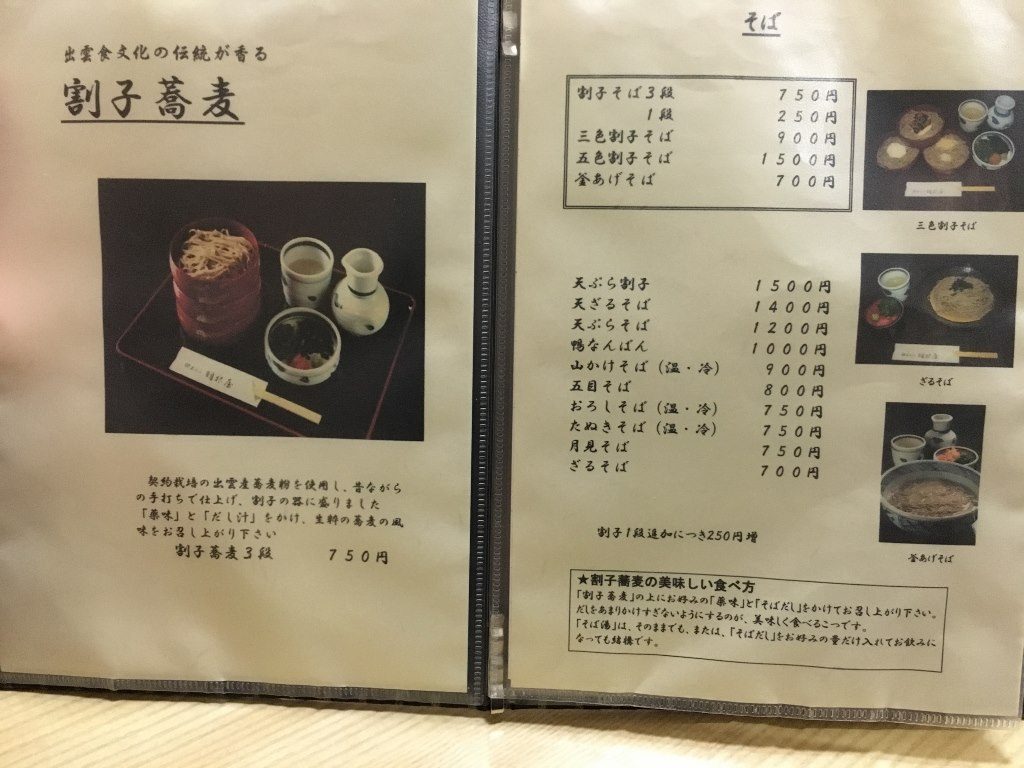 出雲食文化の伝統が香る
割子蕎麦
契約栽培の出雲産蕎麦粉を使用し、昔ながら
の手打ちで仕上げ、割子の器に盛りました
「薬味」と「だし汁」をかけ、生粋の蕎麦の風
味をお召し上がり下さい
割子蕎麦3段 750円
そば
割子そば3段 750円
1段 250円
三色割子そば 900円
五色割子そば 1500円
釜あげそば 700円
三色割子そば
天ぷら割子 1500円
天ざるそば 1400円
天ぷらそば 1200円
鴨なんばん 1000円
山かけそば(温・冷) 900円
五目そば 800円
おろしそば(温・冷) 750円
たぬきそば(温・冷) 750円
月見そば 750円
ざるそば 700円
ざるそば
釜あげそば
割子1段追加につき250円増
★割子蕎麦の美味しい食べ方
「割子蕎麦」の上にお好みの「薬味」と「そばだし」をかけてお召し上がり下さい。
だしをあまりかけすぎないようにするのが、美味しく食べるこつです。
「そば湯」は、そのままでも、または、「そばだし」をお好みの量だけ入れてお飲みに
なっても結構です。